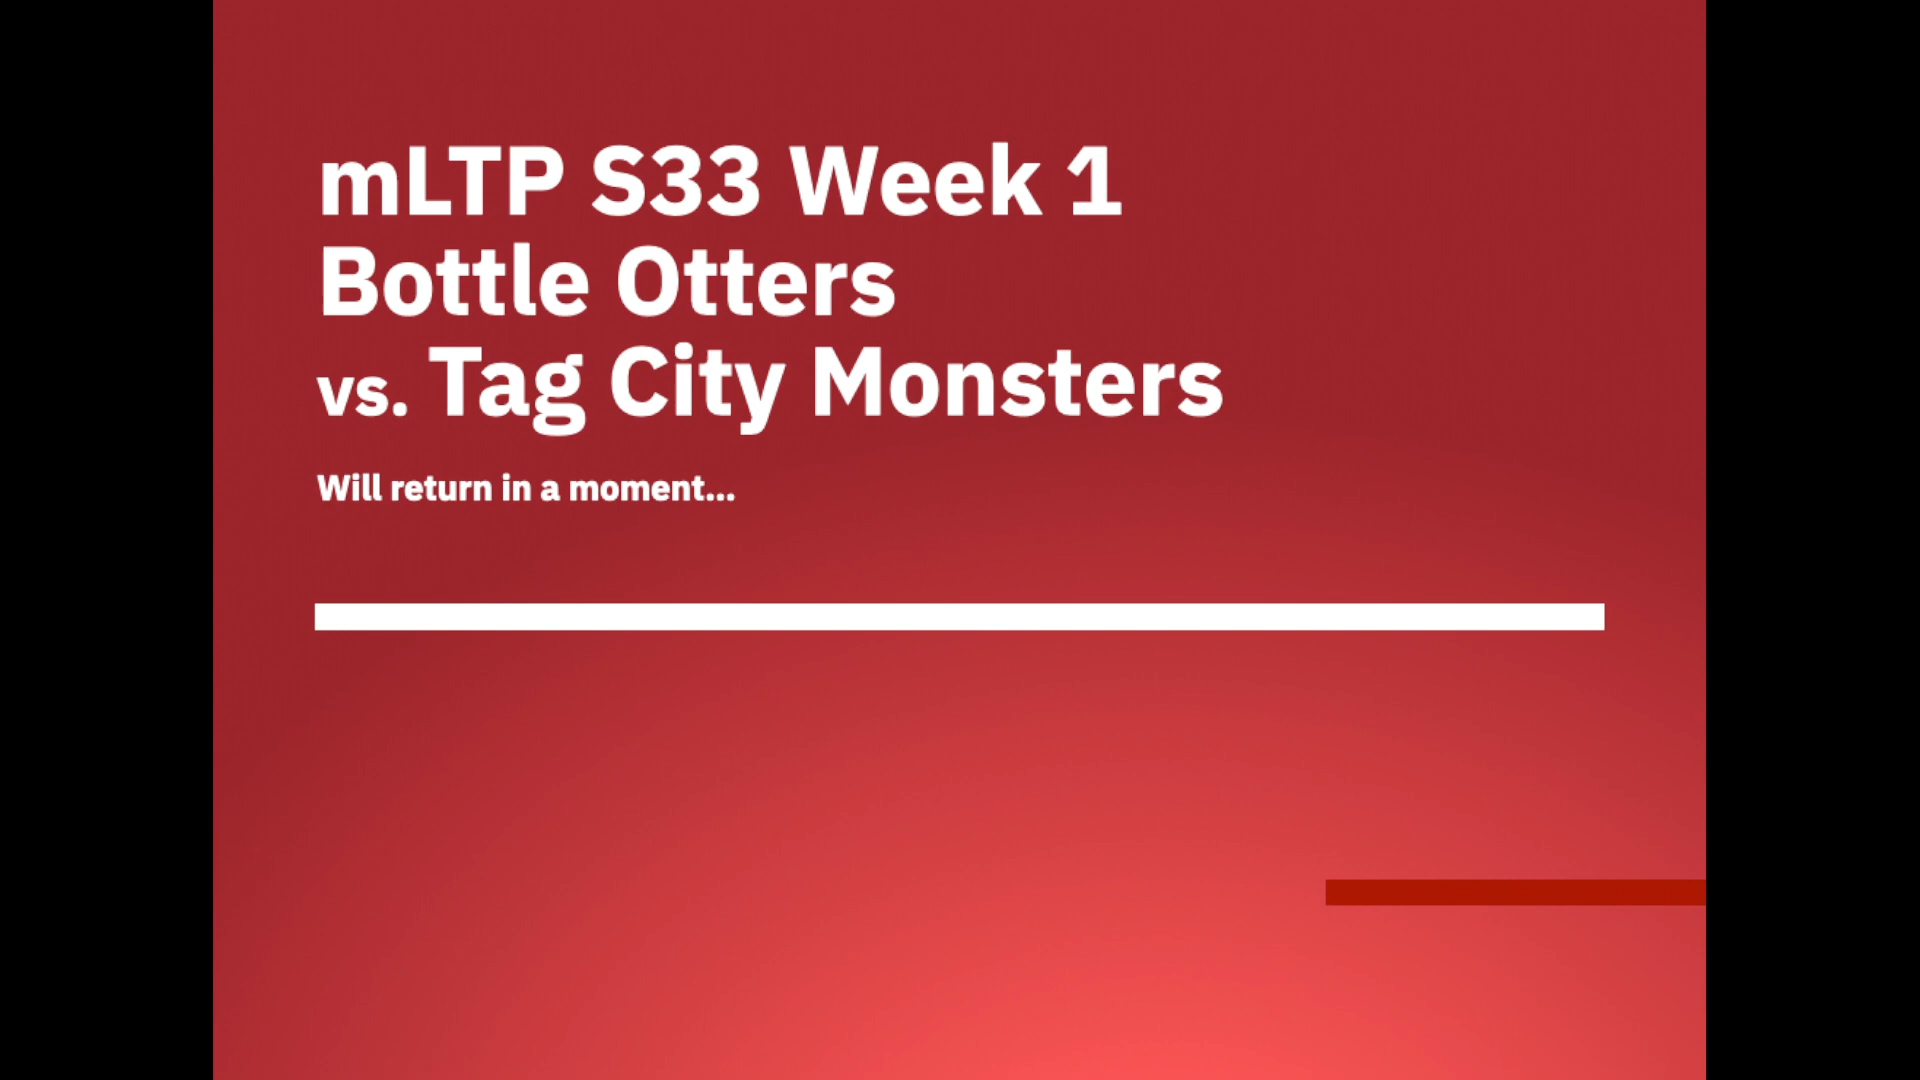 mLTP S33 Week 1
Bottle Otters
vs. Tag City Monsters
Will return in a moment...